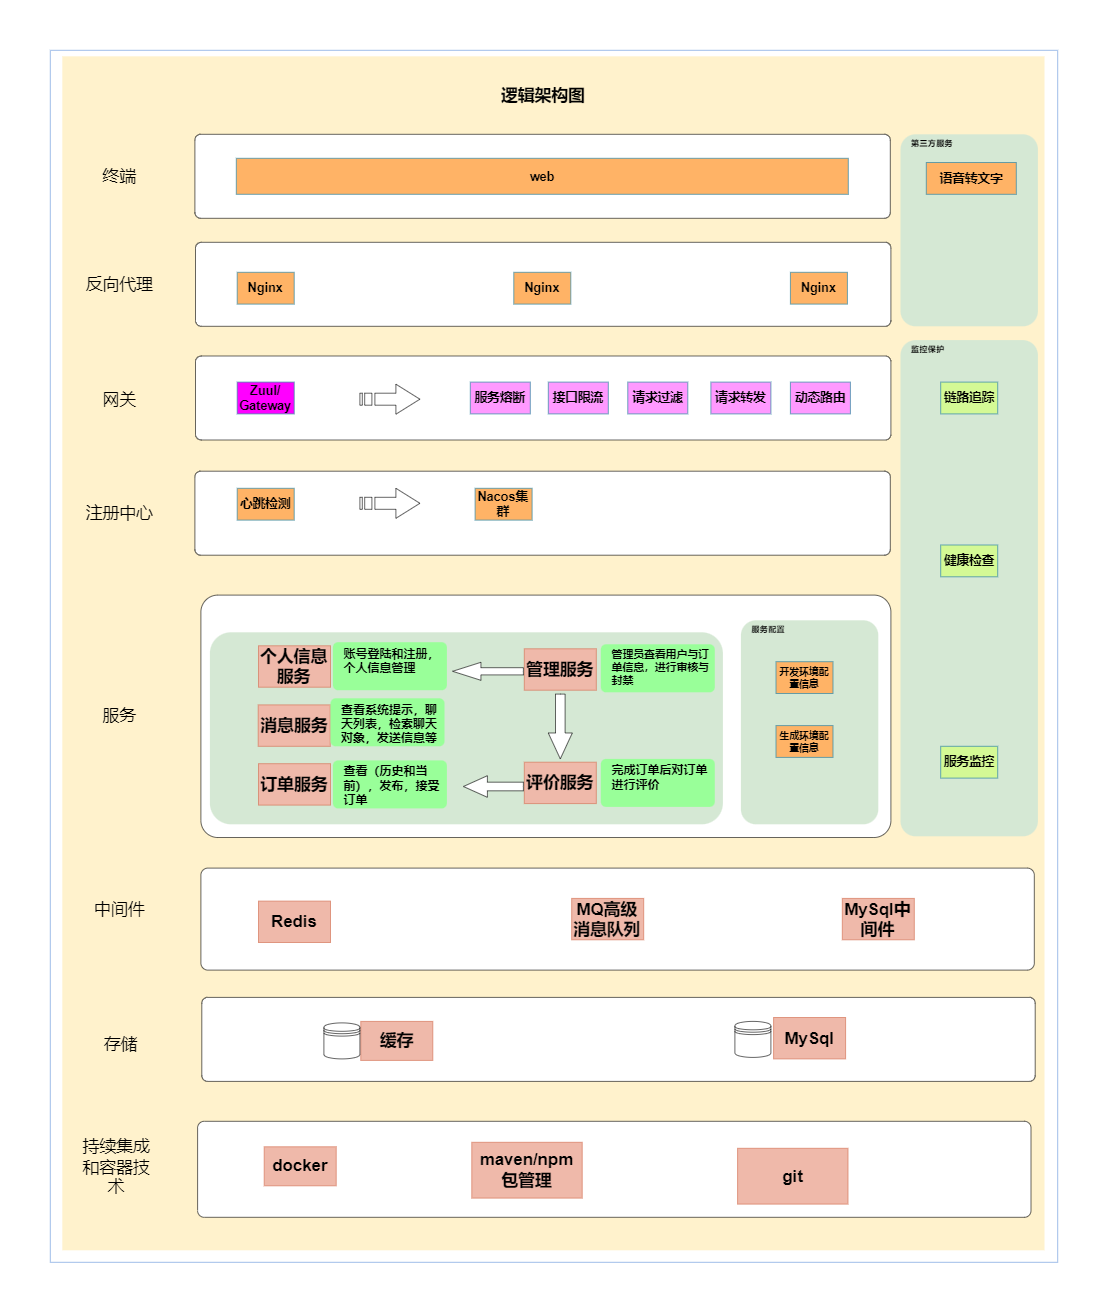 逻辑架构图
终端
web
第三方服务
语音转文字
反向代理
Nginx
Nginx
Nginx
监控保护
网关
Zuul/
Gateway
服务熔断
接口限流
请求过滤
请求转发
动态路由
链路追踪
注册中心
心跳检测
Nacos集
群
健康检查
服务
个人信息
服务
账号登陆和注册，
个人信息管理
管理服务
管理员查看用户与订
单信息，进行审核与
封禁
消息服务
查看系统提示，聊
天列表，检索聊天
对象，发送信息等
订单服务
查看（历史和当
前），发布，接受
订单
评价服务
完成订单后对订单
进行评价
服务配置
开发环境配
置信息
生成环境配
置信息
服务监控
中间件
Redis
MQ高级
消息队列
MySql中
间件
存储
缓存
MySql
持续集成
和容器技
术
docker
maven/npm
包管理
git